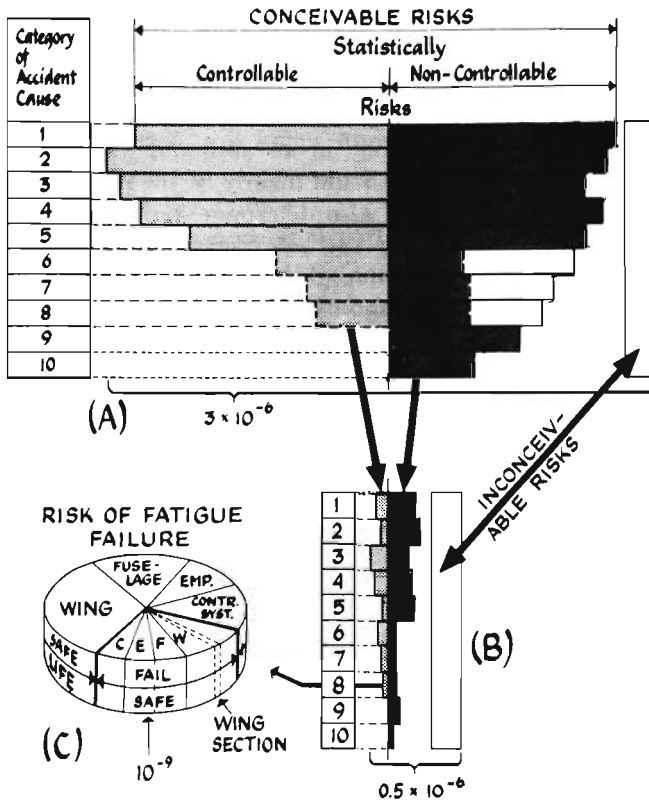 Category
of
Accident
Cause
CONCEIVABLE RISKS
Statistically
Controllable
Non-Controllable
Risks
1
2
3
4
5
6
7
8
9
10
(A)
3 × 10⁻⁶
INCONCEIV-
ABLE RISKS
1
2
3
4
5
6
7
8
9
10
(B)
0.5 × 10⁻⁶
RISK OF FATIGUE
FAILURE
FUSE-
LAGE
EMP.
WING
CONTR.
SYST.
C E F W
SAFE
LIFE
FAIL
SAFE
WING
SECTION
(C)
10⁻⁹